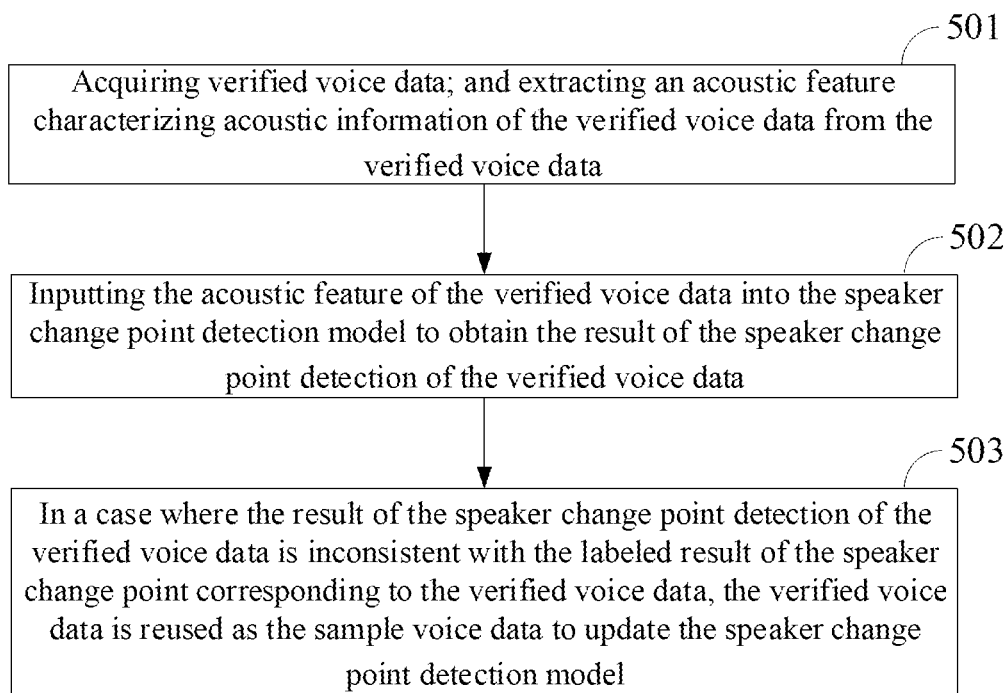 501
Acquiring verified voice data; and extracting an acoustic feature
characterizing acoustic information of the verified voice data from the
verified voice data
502
Inputting the acoustic feature of the verified voice data into the speaker
change point detection model to obtain the result of the speaker change
point detection of the verified voice data
503
In a case where the result of the speaker change point detection of the
verified voice data is inconsistent with the labeled result of the speaker
change point corresponding to the verified voice data, the verified voice
data is reused as the sample voice data to update the speaker change
point detection model